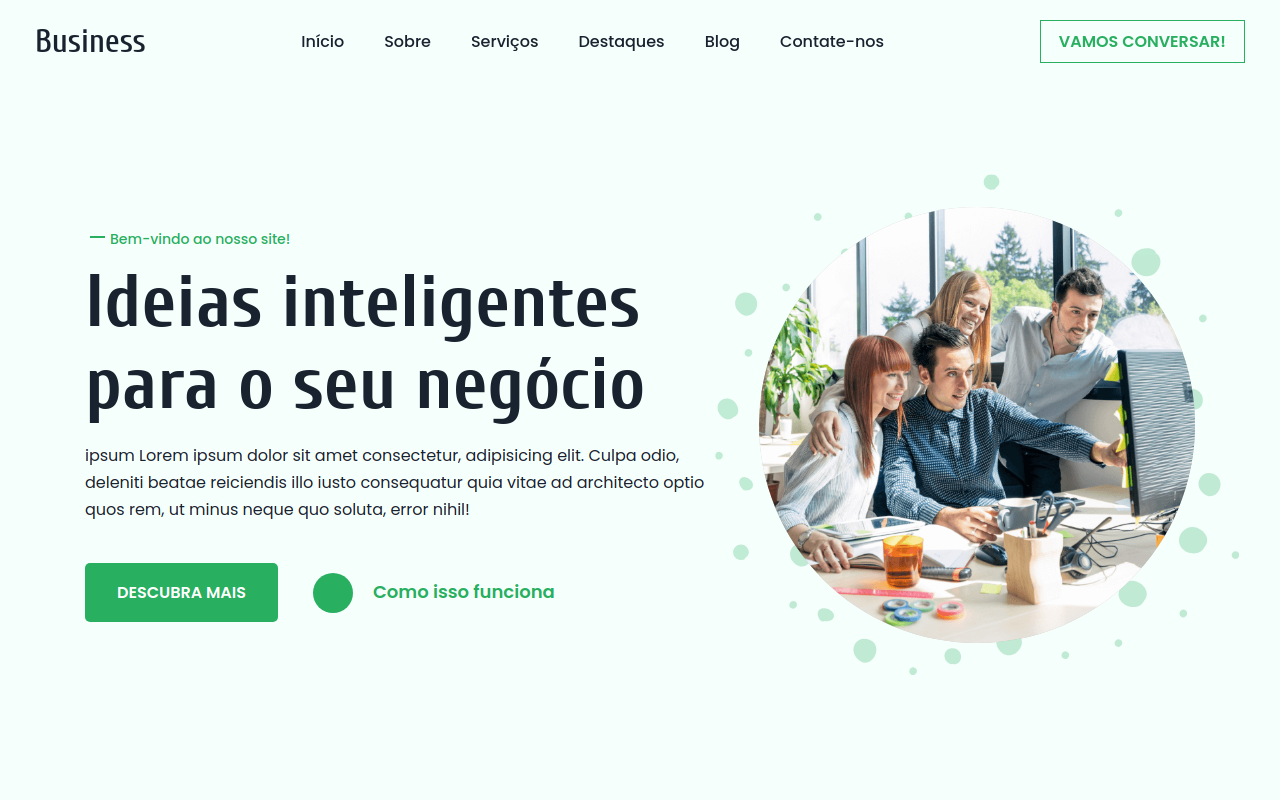 Business
Início
Sobre
Serviços
Destaques
Blog
Contate-nos
VAMOS CONVERSAR!
Bem-vindo ao nosso site!
Ideias inteligentes
para o seu negócio
ipsum Lorem ipsum dolor sit amet consectetur, adipisicing elit. Culpa odio,
deleniti beatae reiciendis illo iusto consequatur quia vitae ad architecto optio
quos rem, ut minus neque quo soluta, error nihil!
DESCUBRA MAIS
Como isso funciona